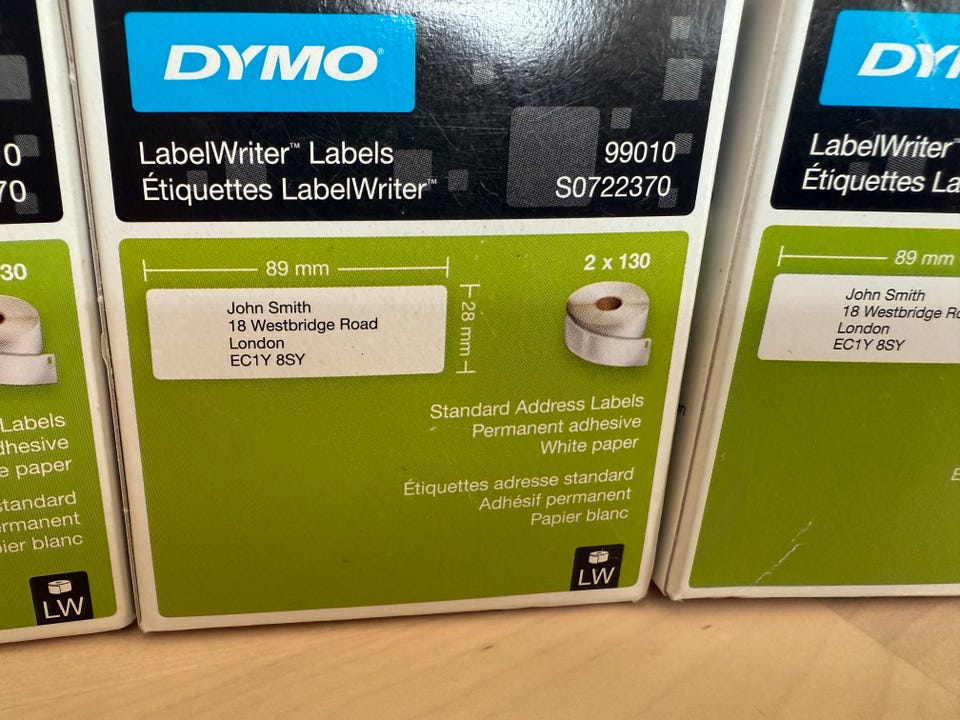 DYMO®
LabelWriter™ Labels
Étiquettes LabelWriter™
99010
S0722370
89 mm
28 mm
2 x 130
John Smith
18 Westbridge Road
London
EC1Y 8SY
Standard Address Labels
Permanent adhesive
White paper
Étiquettes adresse standard
Adhésif permanent
Papier blanc
LW
0
70
30
Labels
dhesive
e paper
standard
ermanent
ier blanc
LW
DY
LabelWriter
Étiquettes La
89 mm
John Smith
18 Westbridge Ro
London
EC1Y 8SY